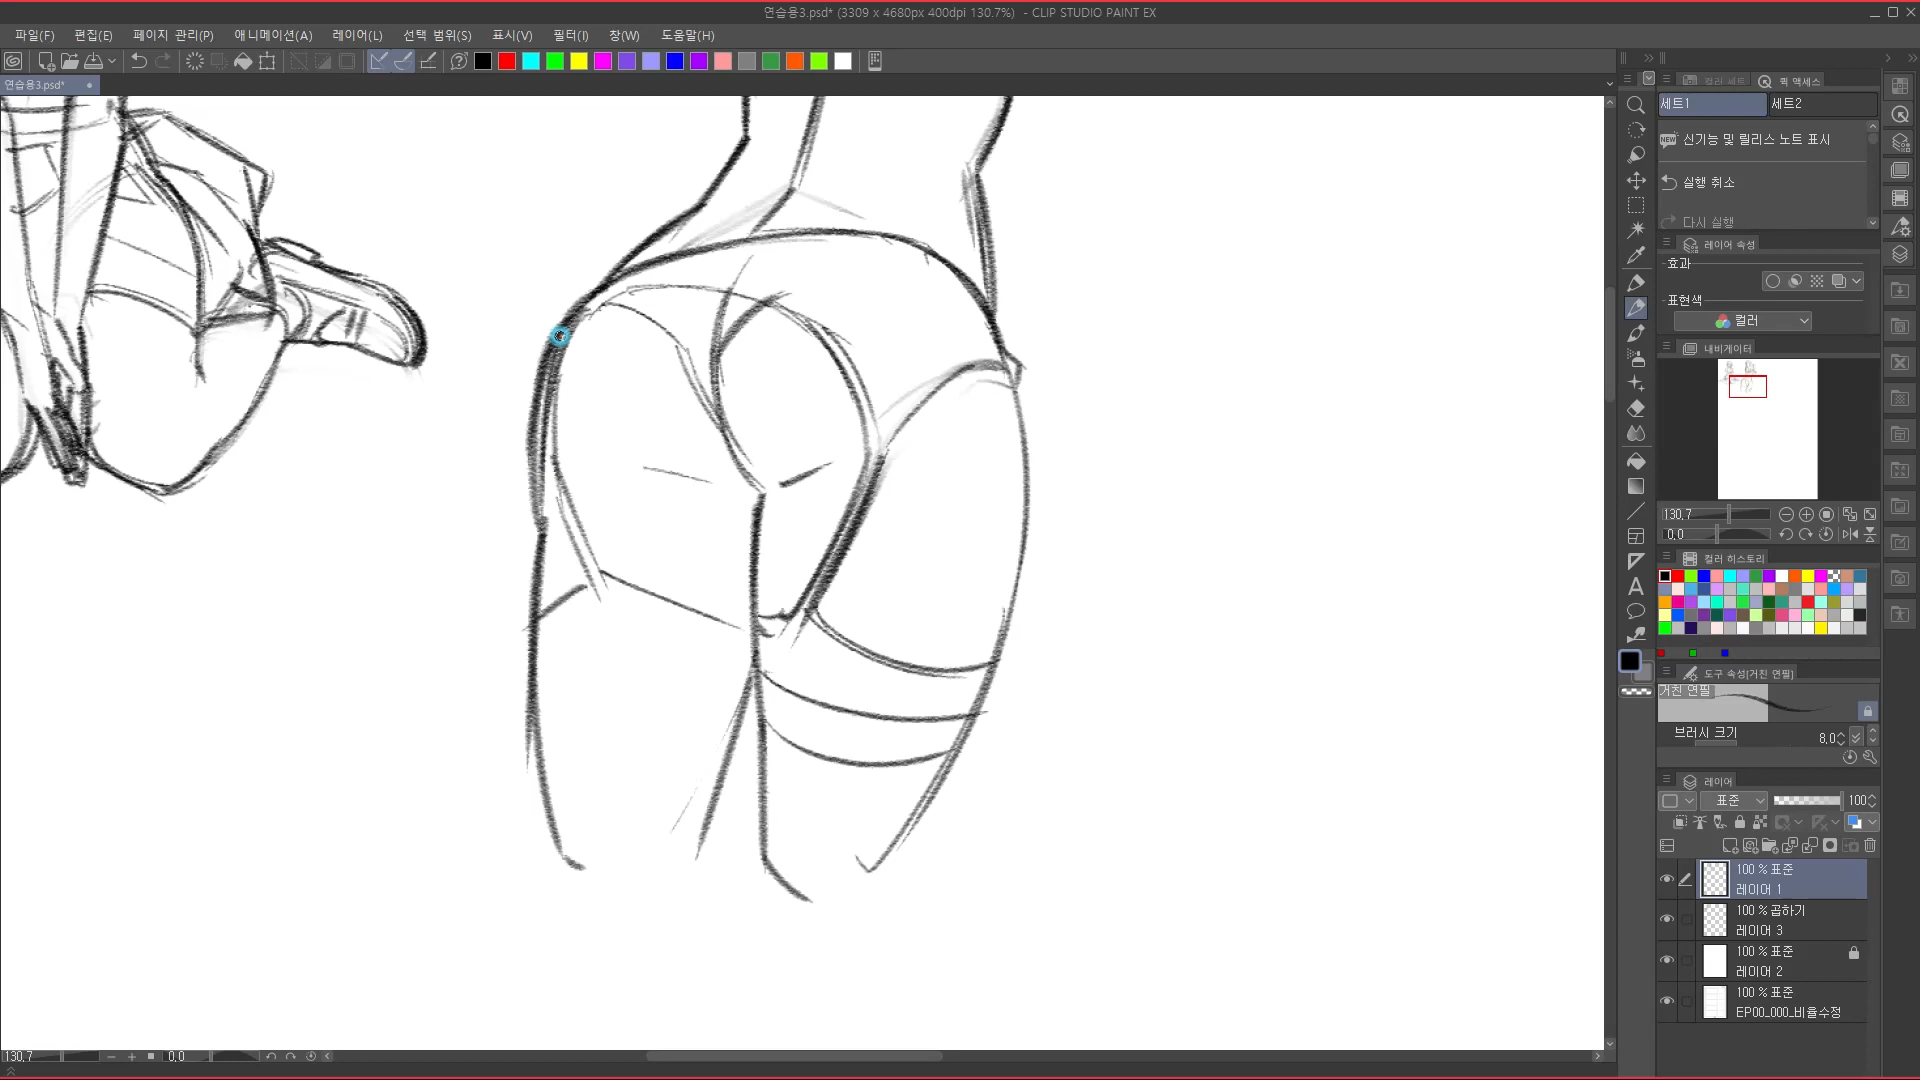 연습용3.psd* (3309 x 4680px 400dpi 130.7%) - CLIP STUDIO PAINT EX
파일(F) 편집(E) 페이지 관리(P) 애니메이션(A) 레이어(L) 선택 범위(S) 표시(V) 필터(I) 창(W) 도움말(H)
연습용3.psd*
컬러 세트 퀵 액세스
세트1 세트2
신기능 및 릴리스 노트 표시
실행 취소
다시 실행
레이어 속성
효과
표현색
컬러
내비게이터
130.7
0.0
컬러 히스토리
도구 속성[거친 연필]
거친 연필
브러시 크기 8.0
레이어
표준 100
100 % 표준
레이어 1
100 % 곱하기
레이어 3
100 % 표준
레이어 2
100 % 표준
EP00_000_비율수정
130.7 0.0